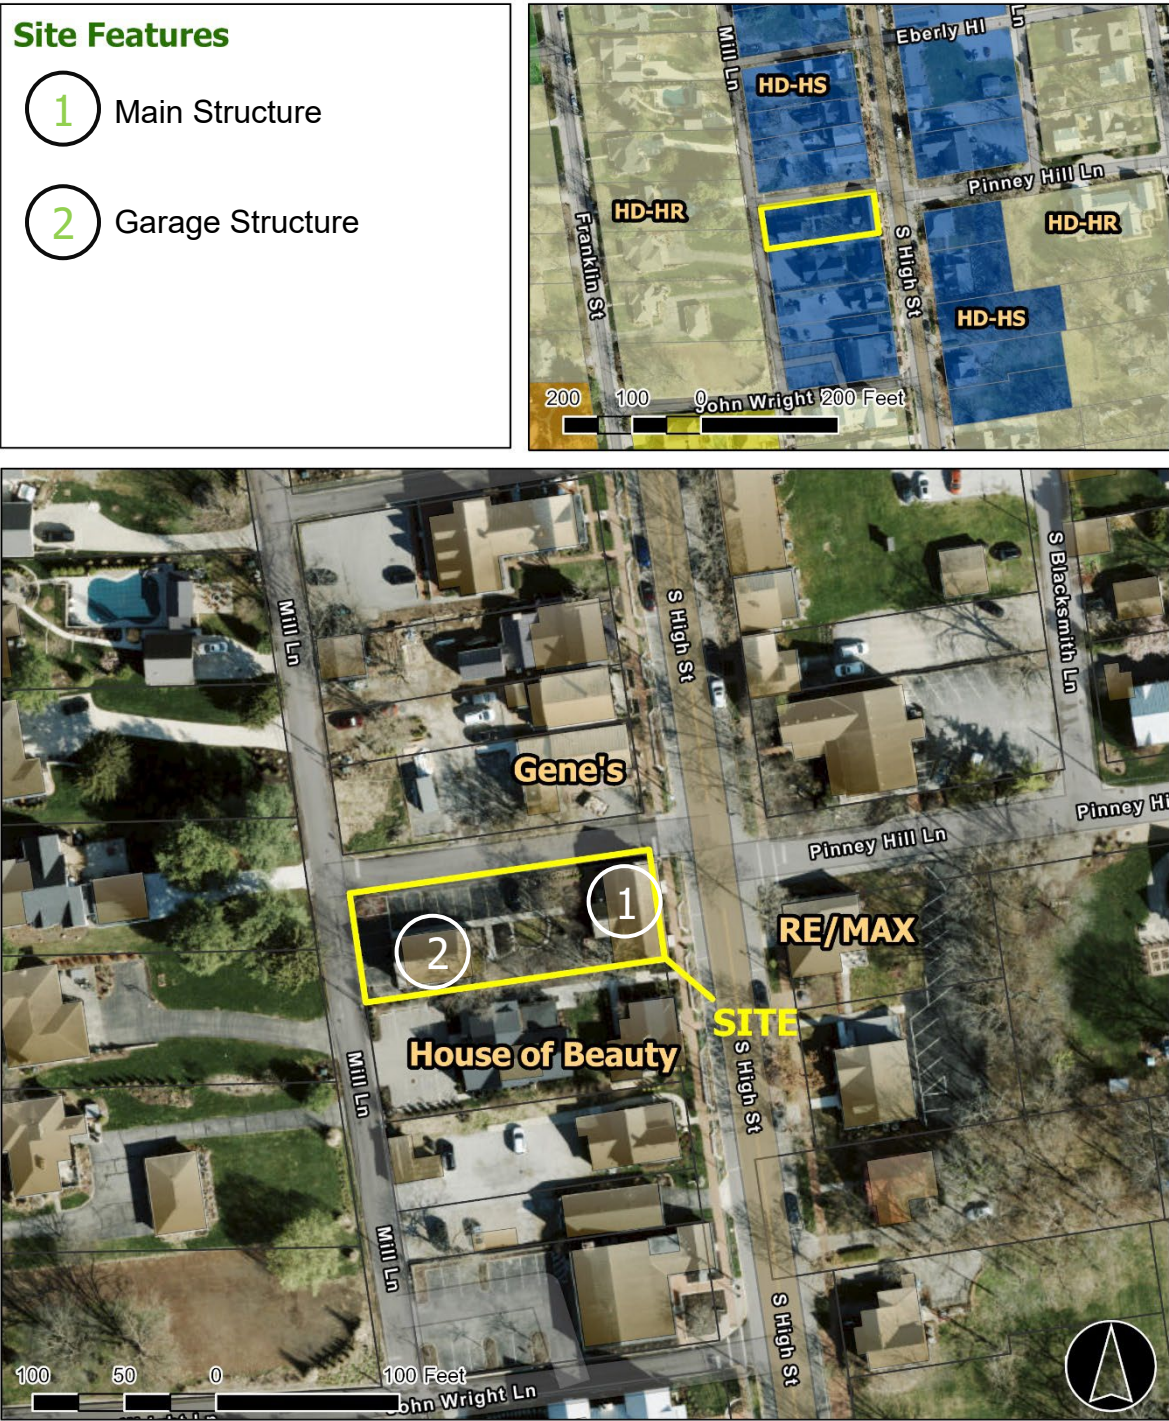 Site Features
1 Main Structure
2 Garage Structure
Mill Ln
Eberly Hl
Ln
HD-HS
Pinney Hill Ln
HD-HR
HD-HR
Franklin St
S High St
HD-HS
200 100 0 200 Feet
John Wright
S Blacksmith Ln
Mill Ln
S High St
Gene's
Pinney Hi
Pinney Hill Ln
1
RE/MAX
2
SITE
House of Beauty
Mill Ln
S High St
Mill Ln
S High St
100 50 0 100 Feet
John Wright Ln